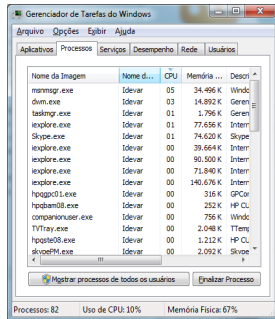 Gerenciador de Tarefas do Windows
Arquivo Opções Exibir Ajuda
Aplicativos Processos Serviços Desempenho Rede Usuários
Nome da Imagem Nome d... CPU Memória ... Descri
msnmsgr.exe Idevar 05 34.496 K Windo
dwm.exe Idevar 03 14.892 K Geren
taskmgr.exe Idevar 01 1.796 K Geren
iexplore.exe Idevar 01 77.656 K Intern
Skype.exe Idevar 01 74.620 K Skype
iexplore.exe Idevar 00 39.664 K Intern
iexplore.exe Idevar 00 90.500 K Intern
iexplore.exe Idevar 00 71.840 K Intern
iexplore.exe Idevar 00 140.676 K Intern
hpqgpc01.exe Idevar 00 316 K GPCor
hpqbam08.exe Idevar 00 252 K HP CU
companionuser.exe Idevar 00 756 K Windo
TVTray.exe Idevar 00 2.048 K TTemp
hpqste08.exe Idevar 00 1.212 K HP CU
skypePM.exe Idevar 00 2.092 K Skype
Mostrar processos de todos os usuários Finalizar Processo
Processos: 82 Uso de CPU: 10% Memória Física: 67%